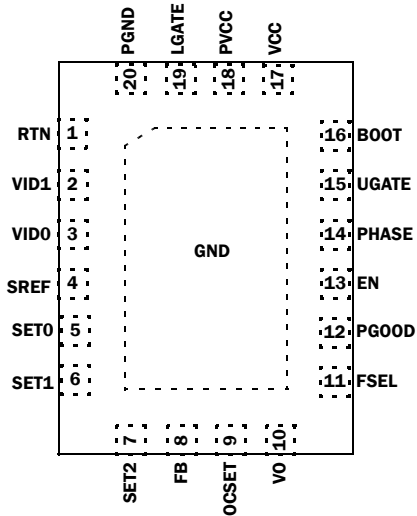 PGND LGATE PVCC VCC
20 19 18 17
RTN 1 16 BOOT
VID1 2 15 UGATE
VID0 3 14 PHASE
GND
SREF 4 13 EN
SET0 5 12 PGOOD
SET1 6 11 FSEL
7 8 9 10
SET2 FB OCSET VO